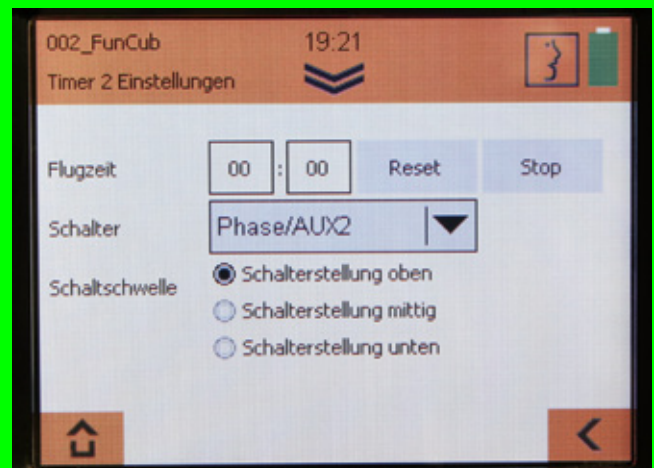 002_FunCub 19:21
Timer 2 Einstellungen
Flugzeit 00 : 00 Reset Stop
Schalter Phase/AUX2
Schaltschwelle Schalterstellung oben
Schalterstellung mittig
Schalterstellung unten